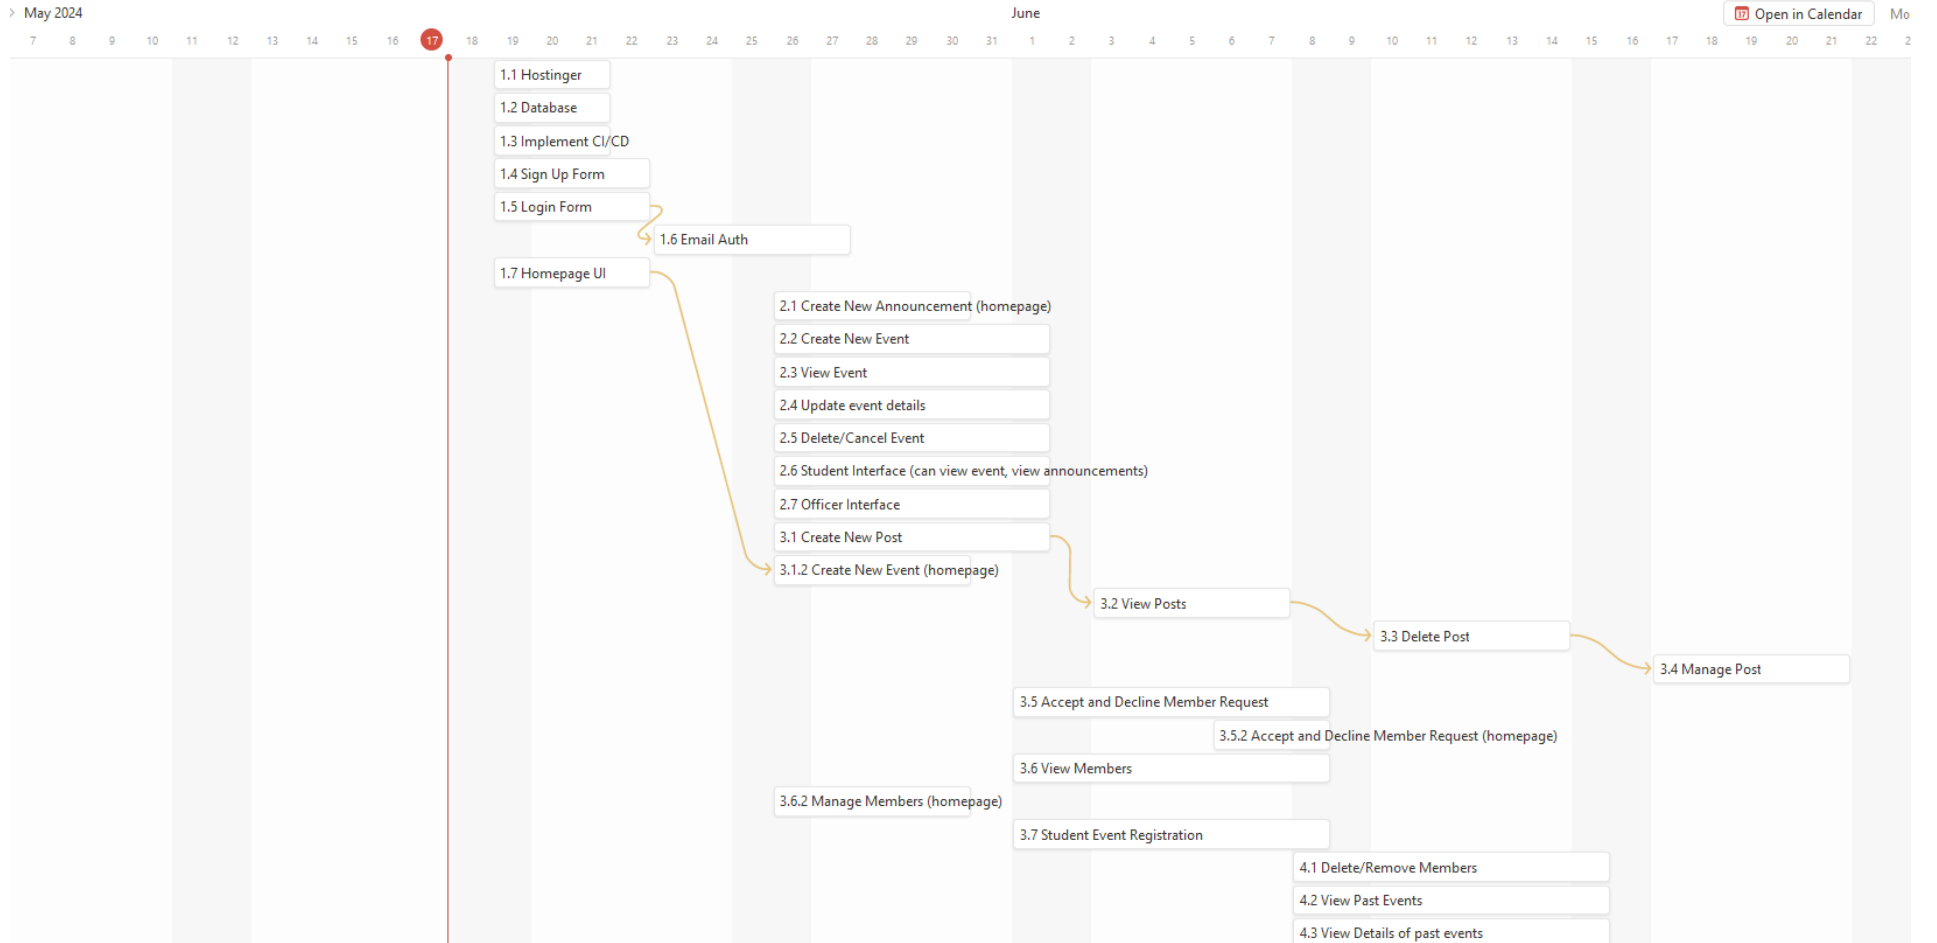 May 2024 June Open in Calendar Mo
7 8 9 10 11 12 13 14 15 16 17 18 19 20 21 22 23 24 25 26 27 28 29 30 31 1 2 3 4 5 6 7 8 9 10 11 12 13 14 15 16 17 18 19 20 21 22 2
1.1 Hostinger
1.2 Database
1.3 Implement CI/CD
1.4 Sign Up Form
1.5 Login Form
1.6 Email Auth
1.7 Homepage UI
2.1 Create New Announcement (homepage)
2.2 Create New Event
2.3 View Event
2.4 Update event details
2.5 Delete/Cancel Event
2.6 Student Interface (can view event, view announcements)
2.7 Officer Interface
3.1 Create New Post
3.1.2 Create New Event (homepage)
3.2 View Posts
3.3 Delete Post
3.4 Manage Post
3.5 Accept and Decline Member Request
3.5.2 Accept and Decline Member Request (homepage)
3.6 View Members
3.6.2 Manage Members (homepage)
3.7 Student Event Registration
4.1 Delete/Remove Members
4.2 View Past Events
4.3 View Details of past events